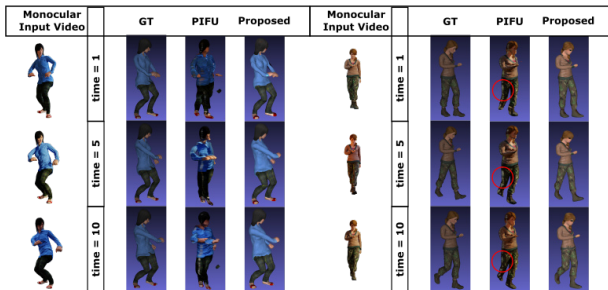 Monocular
Input Video
GT
PIFU
Proposed
Monocular
Input Video
GT
PIFU
Proposed
time = 1
time = 1
time = 5
time = 5
time = 10
time = 10